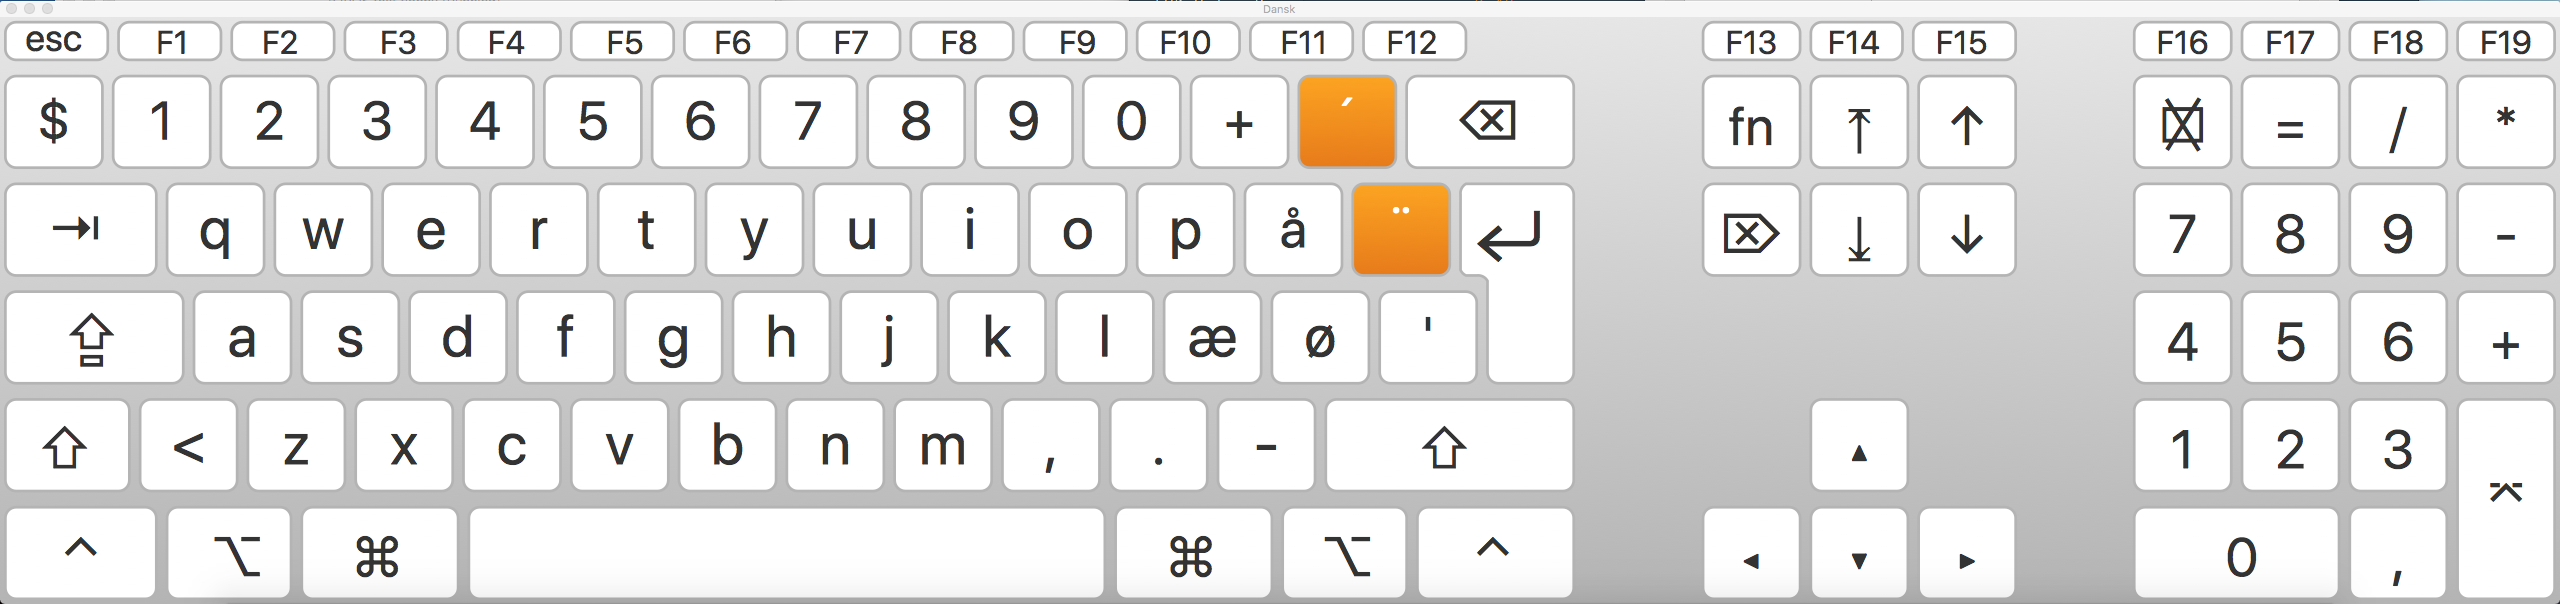 Dansk
esc F1 F2 F3 F4 F5 F6 F7 F8 F9 F10 F11 F12 F13 F14 F15 F16 F17 F18 F19
$ 1 2 3 4 5 6 7 8 9 0 + ´ ⌫ fn ⤒ ↑ = / *
⇥ q w e r t y u i o p å ¨ ↵ ⌦ ⤓ ↓ 7 8 9 -
⇪ a s d f g h j k l æ ø ' 4 5 6 +
⇧ < z x c v b n m , . - ⇧ ▲ 1 2 3 ⌤
⌃ ⌥ ⌘ ⌘ ⌥ ⌃ ◀ ▼ ▶ 0 ,